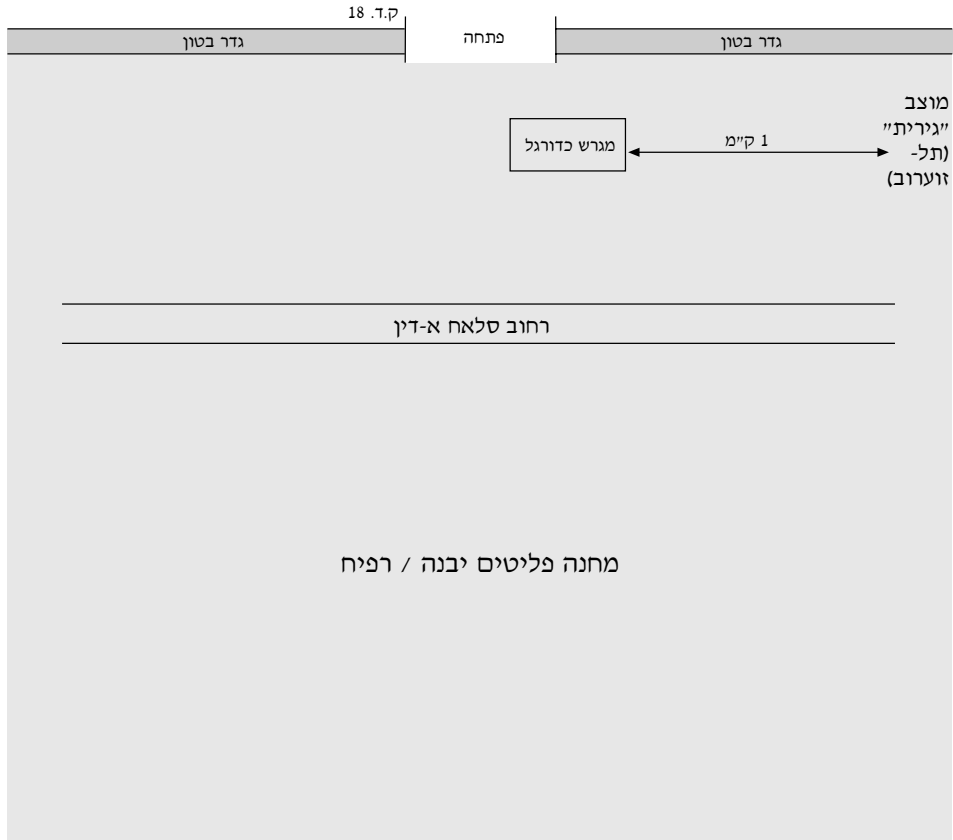 ק.ד. 18
גדר בטון
פתחה
גדר בטון
מוצב
"גירית"
(תל-
זוערוב)
1 ק"מ
מגרש כדורגל
רחוב סלאח א-דין
מחנה פליטים יבנה / רפיח